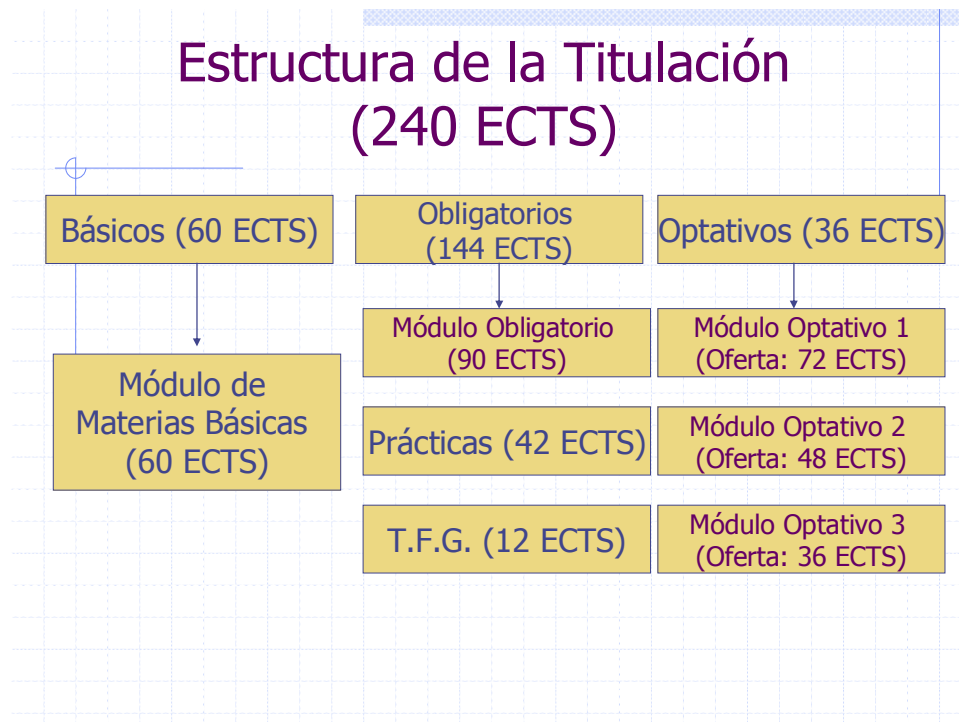 Estructura de la Titulación
(240 ECTS)
Básicos (60 ECTS)
Módulo de
Materias Básicas
(60 ECTS)
Obligatorios
(144 ECTS)
Módulo Obligatorio
(90 ECTS)
Prácticas (42 ECTS)
T.F.G. (12 ECTS)
Optativos (36 ECTS)
Módulo Optativo 1
(Oferta: 72 ECTS)
Módulo Optativo 2
(Oferta: 48 ECTS)
Módulo Optativo 3
(Oferta: 36 ECTS)